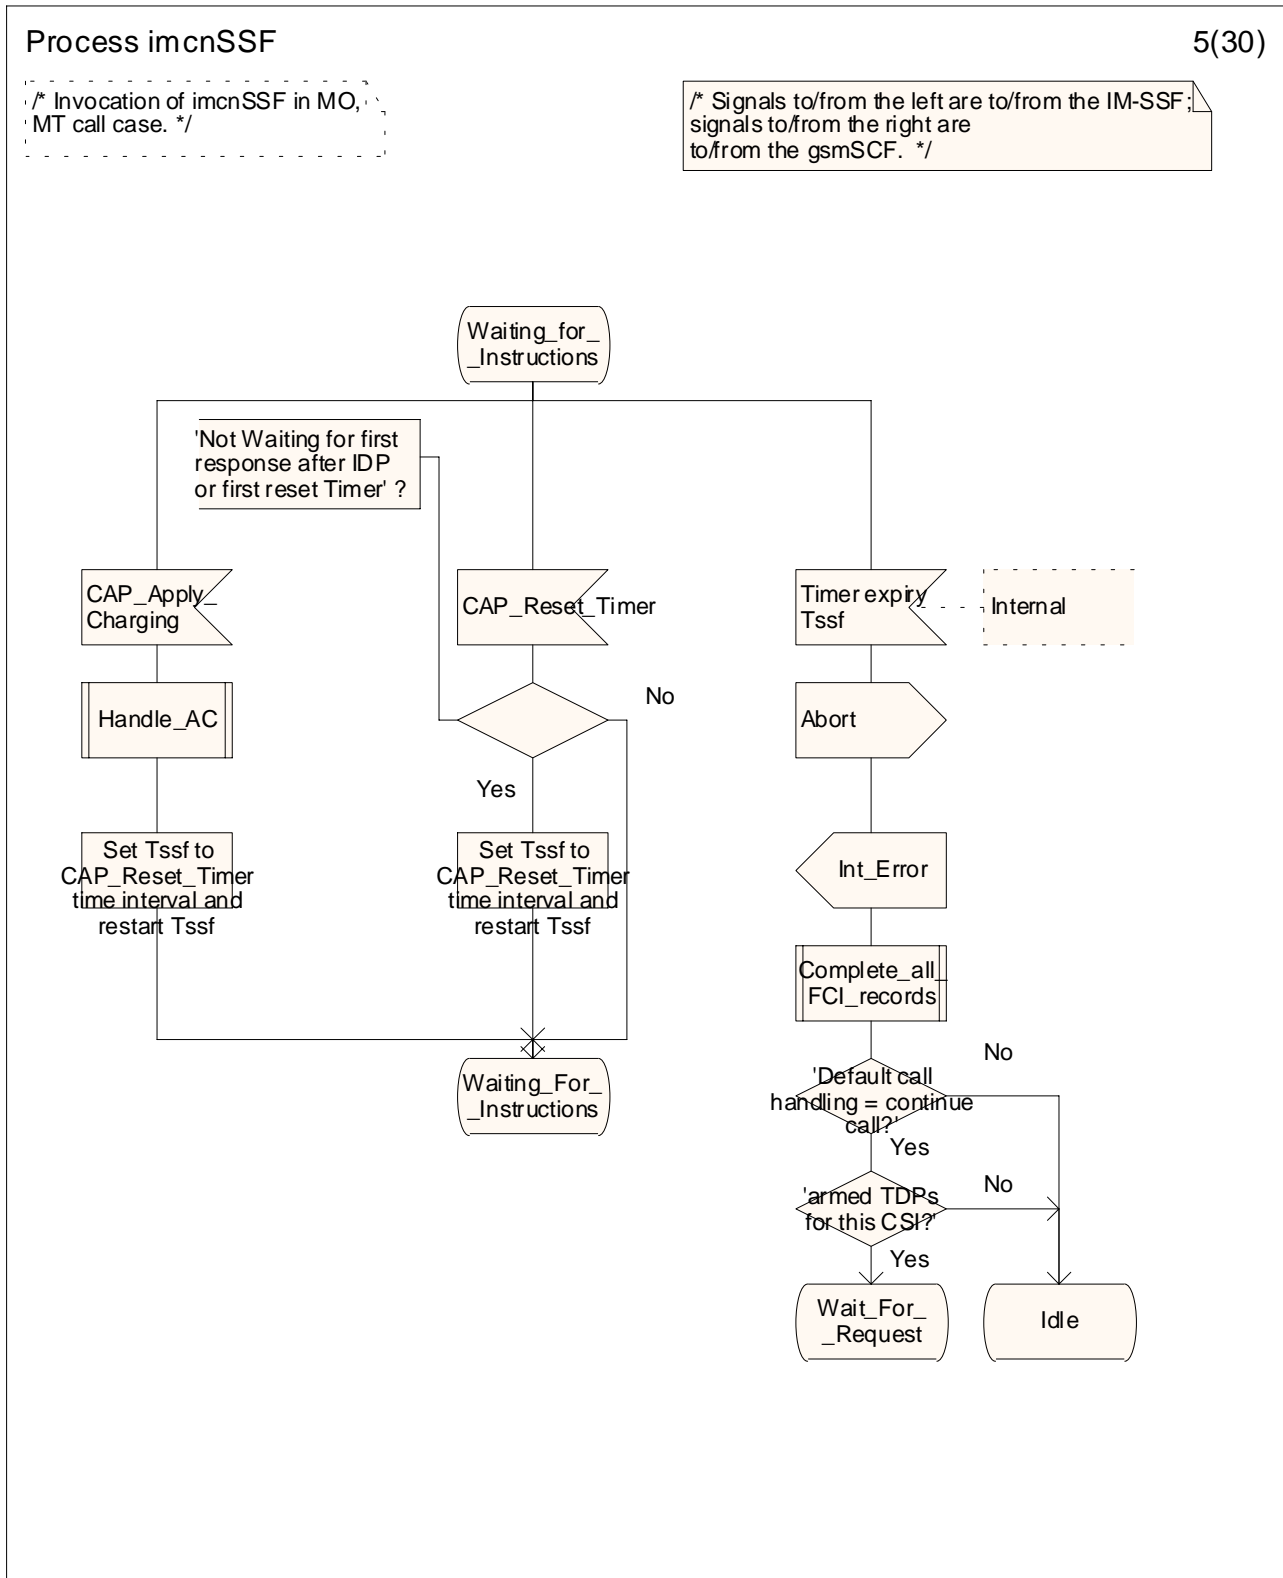 Process imcnSSF
5(30)
/* Invocation of imcnSSF in MO,
MT call case. */
/* Signals to/from the left are to/from the IM-SSF;
signals to/from the right are
to/from the gsmSCF. */
Waiting_for_
_Instructions
'Not Waiting for first
response after IDP
or first reset Timer' ?
CAP_Apply_
Charging
CAP_Reset_Timer
Timer expiry
Tssf
Internal
Handle_AC
No
Abort
Yes
Set Tssf to
CAP_Reset_Timer
time interval and
restart Tssf
Set Tssf to
CAP_Reset_Timer
time interval and
restart Tssf
Int_Error
Complete_all_
FCI_records
No
'Default call
handling = continue
call?'
Yes
Waiting_For_
_Instructions
'armed TDPs
for this CSI?'
No
Yes
Wait_For_
_Request
Idle